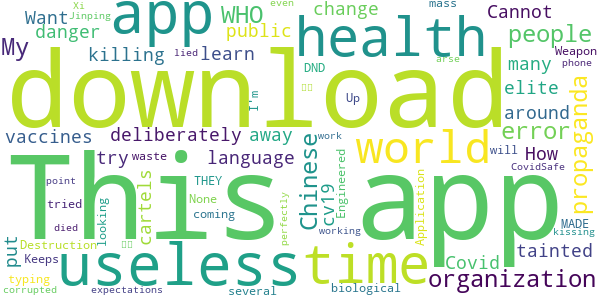 Xi
Jinping
even
Want
app
WHO
change
mass
Cannot
danger
public
health
people
My
killing
learn
lied
arse
Weapon
phone
DND
many
download
I'm
Up
elite
propaganda
vaccines
deliberately
away
world
around
error
try
waste
language
THEY
work
will
How
CovidSafe
This app
Chinese
cv19
Engineered
point
None
tried
cartels
MADE
kissing
died
looking
coming
perfectly
working
Application
tainted
put
Destruction
useless
time
Covid
Keeps
typing
organization
corrupted
expectations
several
biological